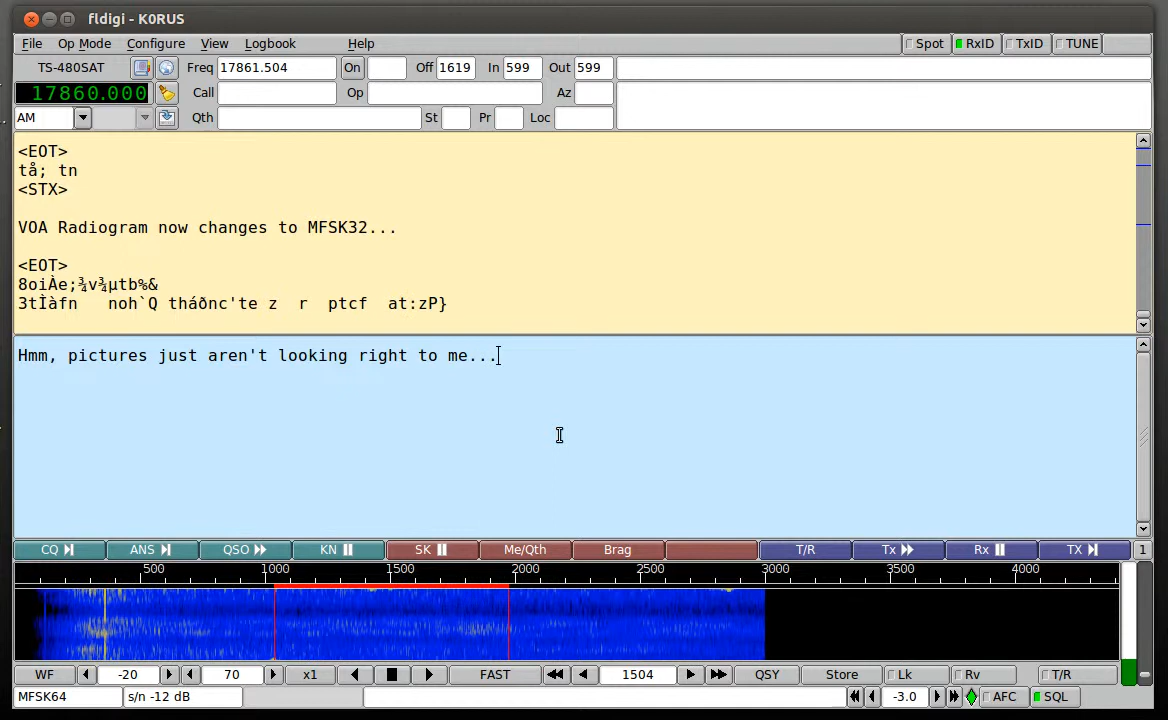 fldigi - K0RUS
File Op Mode Configure View Logbook Help Spot RxID TxID TUNE
TS-480SAT Freq 17861.504 On Off 1619 In 599 Out 599
17860.000 Call Op Az
AM Qth St Pr Loc
<EOT>
tå; tn
<STX>
VOA Radiogram now changes to MFSK32...
<EOT>
8oiÀe;¾v¾µtb%&
3tÌàfn noh`Q tháðnc'te z r ptcf at:zP}
Hmm, pictures just aren't looking right to me...
CQ ANS QSO KN SK Me/Qth Brag T/R Tx Rx TX 1
500 1000 1500 2000 2500 3000 3500 4000
WF -20 70 x1 FAST 1504 QSY Store Lk Rv T/R
MFSK64 s/n -12 dB -3.0 AFC SQL